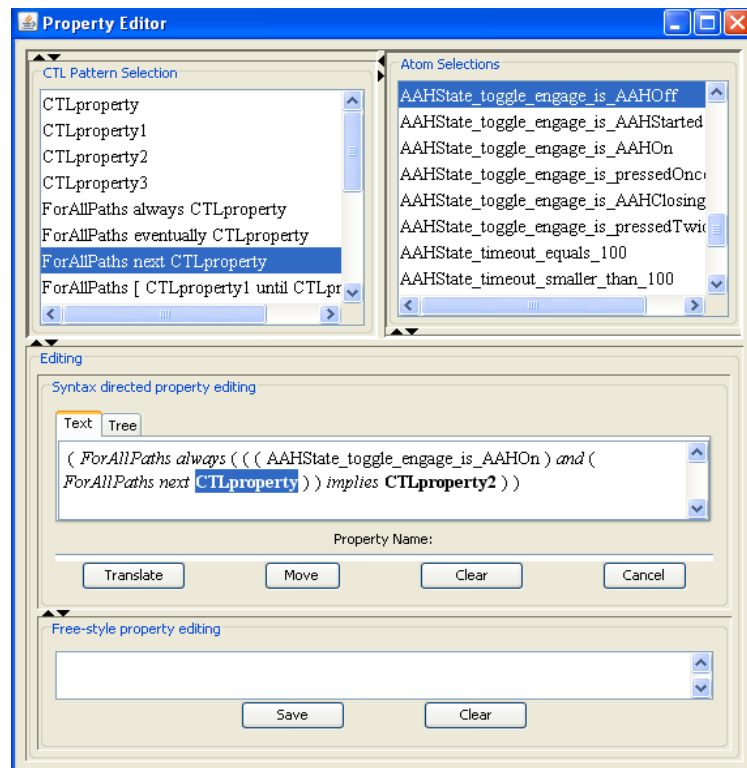 Property Editor
CTL Pattern Selection
CTLproperty
CTLproperty1
CTLproperty2
CTLproperty3
ForAllPaths always CTLproperty
ForAllPaths eventually CTLproperty
ForAllPaths next CTLproperty
ForAllPaths [ CTLproperty1 until CTLpr
Atom Selections
AAHState_toggle_engage_is_AAHOff
AAHState_toggle_engage_is_AAHStarted
AAHState_toggle_engage_is_AAHOn
AAHState_toggle_engage_is_pressedOnc
AAHState_toggle_engage_is_AAHClosing
AAHState_toggle_engage_is_pressedTwic
AAHState_timeout_equals_100
AAHState_timeout_smaller_than_100
Editing
Syntax directed property editing
Text Tree
( ForAllPaths always ( ( ( AAHState_toggle_engage_is_AAHOn ) and (
ForAllPaths next CTLproperty ) ) implies CTLproperty2 ) )
Property Name:
Translate Move Clear Cancel
Free-style property editing
Save Clear